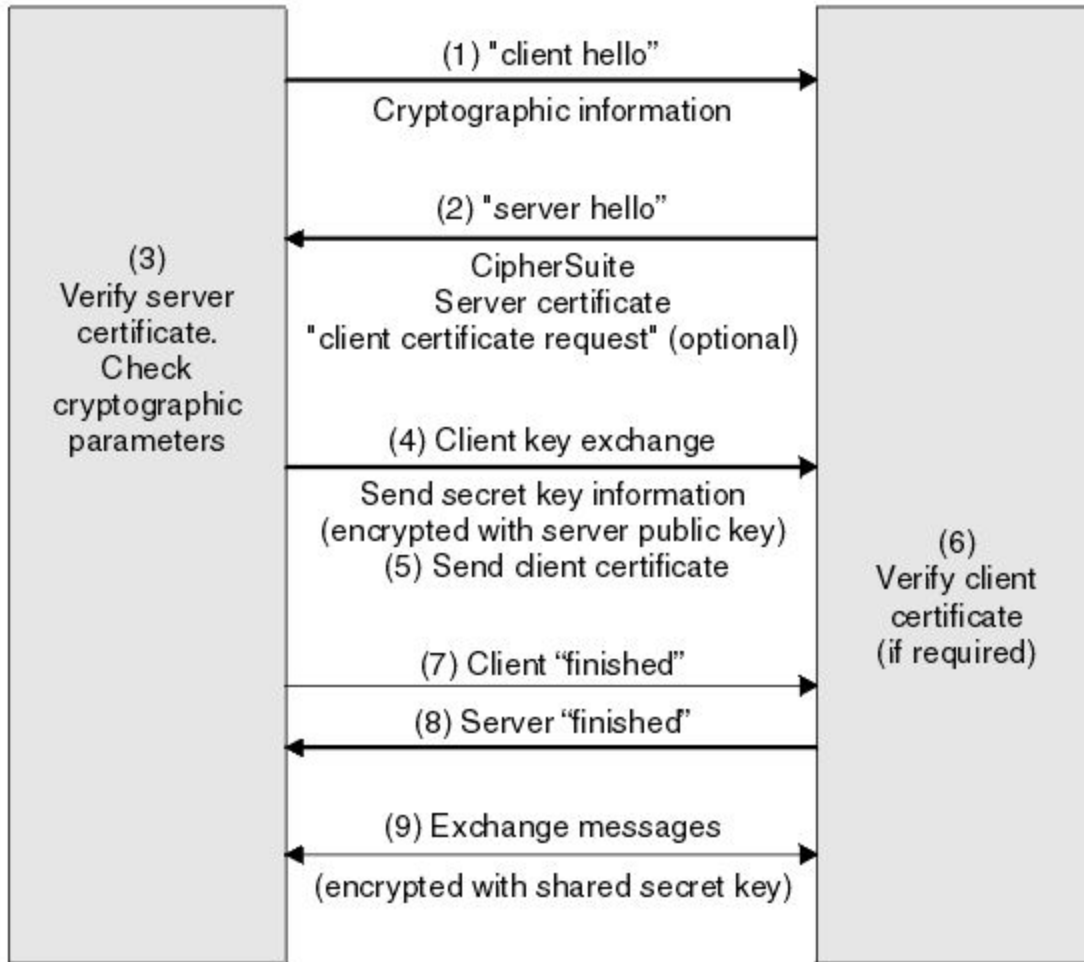 (1) "client hello”
Cryptographic information
(2) "server hello”
CipherSuite
Server certificate
"client certificate request" (optional)
(3)
Verify server
certificate.
Check
cryptographic
parameters
(4) Client key exchange
Send secret key information
(encrypted with server public key)
(5) Send client certificate
(6)
Verify client
certificate
(if required)
(7) Client “finished”
(8) Server “finished”
(9) Exchange messages
(encrypted with shared secret key)